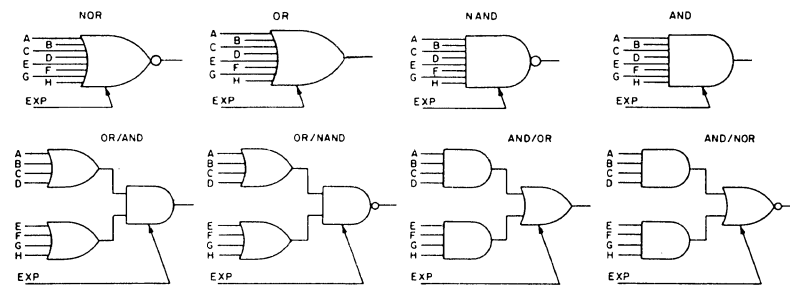 NOR OR NAND AND
A A A A
B B B B
C C C C
D D D D
E E E E
F F F F
G G G G
H H H H
EXP EXP EXP EXP
OR/AND OR/NAND AND/OR AND/NOR
A A A A
B B B B
C C C C
D D D D
E E E E
F F F F
G G G G
H H H H
EXP EXP EXP EXP